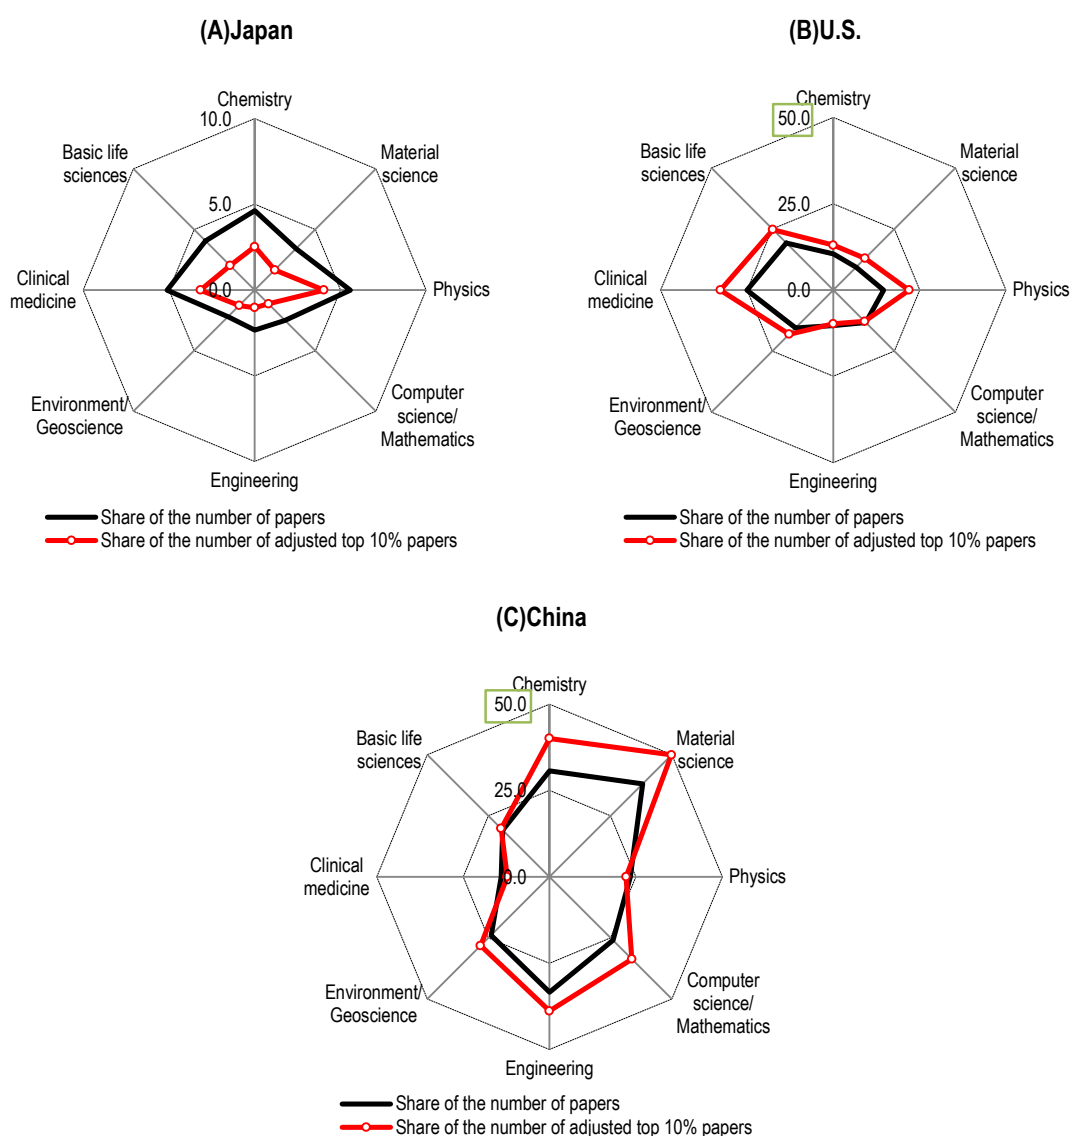 (A)Japan
Chemistry
10.0
Basic life
sciences
Material
science
5.0
Clinical
medicine
0.0
Physics
Environment/
Geoscience
Computer
science/
Mathematics
Engineering
Share of the number of papers
Share of the number of adjusted top 10% papers
(B)U.S.
Chemistry
50.0
Basic life
sciences
Material
science
25.0
Clinical
medicine
0.0
Physics
Environment/
Geoscience
Computer
science/
Mathematics
Engineering
Share of the number of papers
Share of the number of adjusted top 10% papers
(C)China
Chemistry
50.0
Basic life
sciences
Material
science
25.0
Clinical
medicine
0.0
Physics
Environment/
Geoscience
Computer
science/
Mathematics
Engineering
Share of the number of papers
Share of the number of adjusted top 10% papers